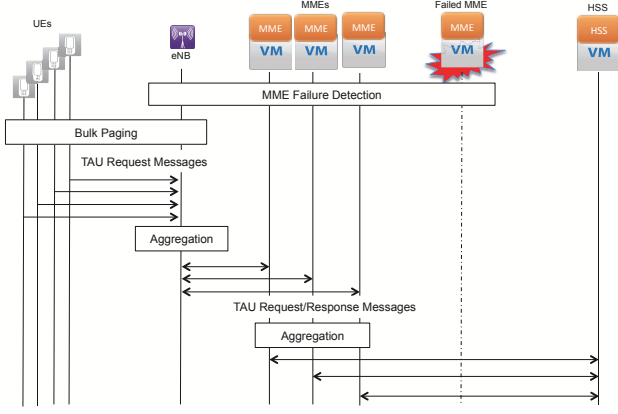 MMEs
Failed MME
HSS
UEs
eNB
MME
VM
MME
VM
MME
VM
MME
VM
HSS
VM
MME Failure Detection
Bulk Paging
TAU Request Messages
Aggregation
TAU Request/Response Messages
Aggregation